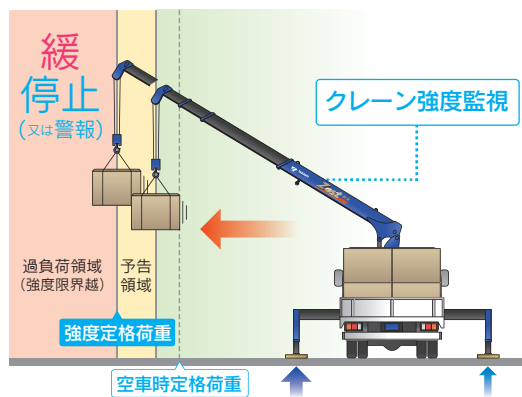 緩
停止
(又は警報)
クレーン強度監視
Zest
過負荷領域
(強度限界越)
予告
領域
強度定格荷重
空車時定格荷重